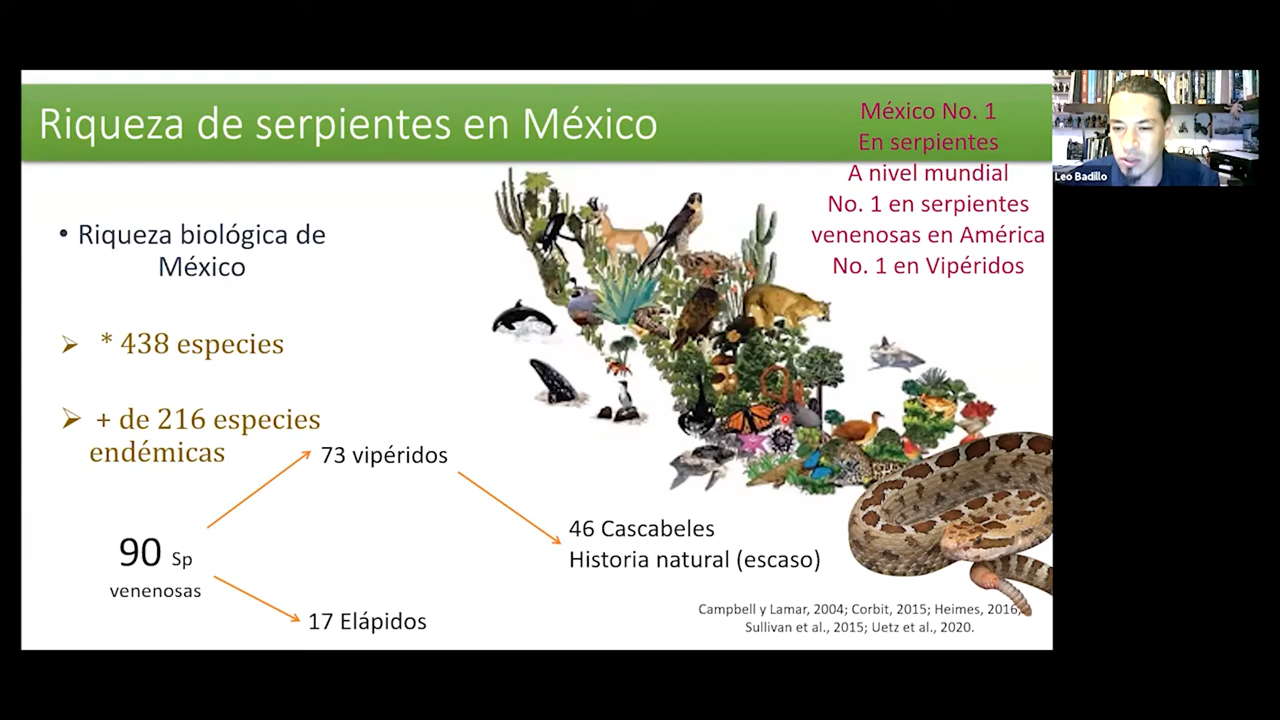 Riqueza de serpientes en México
México No. 1
En serpientes
A nivel mundial
No. 1 en serpientes
venenosas en América
No. 1 en Vipéridos
Leo Badillo
• Riqueza biológica de
México
* 438 especies
+ de 216 especies
endémicas
73 vipéridos
90 Sp
venenosas
17 Elápidos
46 Cascabeles
Historia natural (escaso)
Campbell y Lamar, 2004; Corbit, 2015; Heimes, 2016;
Sullivan et al., 2015; Uetz et al., 2020.